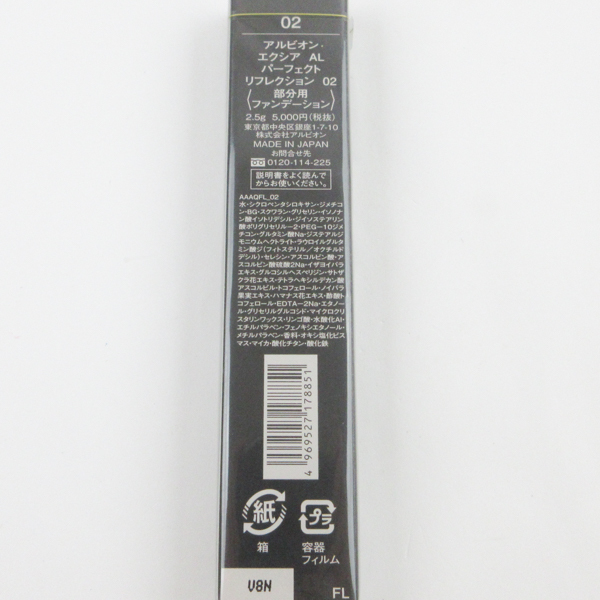 02
アルビオン・
エクシア AL
パーフェクト
リフレクション 02
部分用
〈ファンデーション〉
2.5g 5,000円(税抜)
東京都中央区銀座1-7-10
株式会社アルビオン
MADE IN JAPAN
お問合せ先
0120-114-225
説明書をよく読んで
からお使いください
AAAQFL_02
水・シクロペンタシロキサン・ジメチコ
ン・BG・スクワラン・グリセリン・イソノナ
ン酸イソトリデシル・ジイソステアリン
酸ポリグリセリル-2・PEG-10ジメ
チコン・グルタミン酸Na・ジステアルジ
モニウムヘクトライト・ラウロイルグルタ
ミン酸ジ(フィトステリル/オクチルド
デシル)・セレシン・アスコルビン酸・ア
スコルビン酸硫酸2Na・イザヨイバラ
エキス・グルコシルヘスペリジン・サトザ
クラ花エキス・テトラヘキシルデカン酸
アスコルビル・トコフェロール・ノイバラ
果実エキス・ハマナス花エキス・酢酸ト
コフェロール・EDTA-2Na・エタノ
ール・グリセリルグルコシド・マイクロクリ
スタリンワックス・リンゴ酸・水酸化Al・
エチルパラベン・フェノキシエタノール・
メチルパラベン・香料・オキシ塩化ビス
マス・マイカ・酸化チタン・酸化鉄
4 969527 178851
紙
プラ
箱
容器
フィルム
V8N
FL